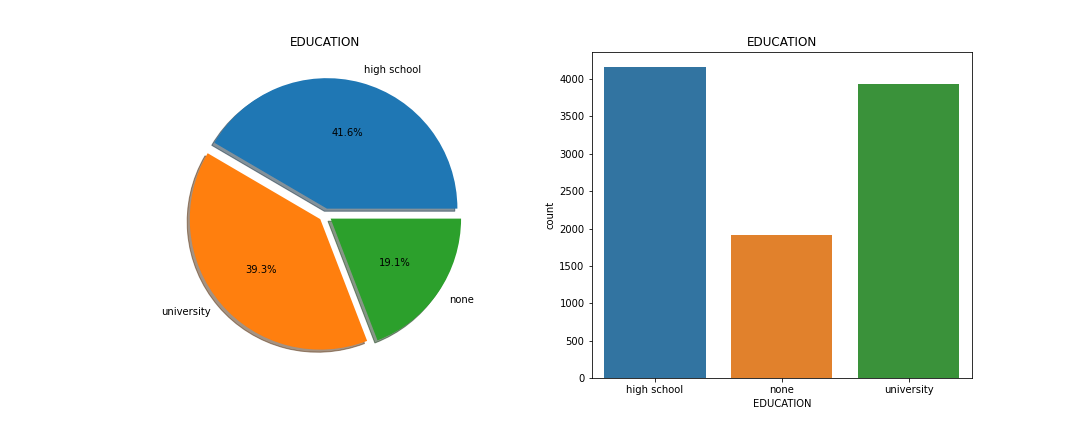 EDUCATION
high school
41.6%
39.3%
19.1%
none
university
EDUCATION
4000
3500
3000
2500
2000
1500
1000
500
0
count
high school none university
EDUCATION